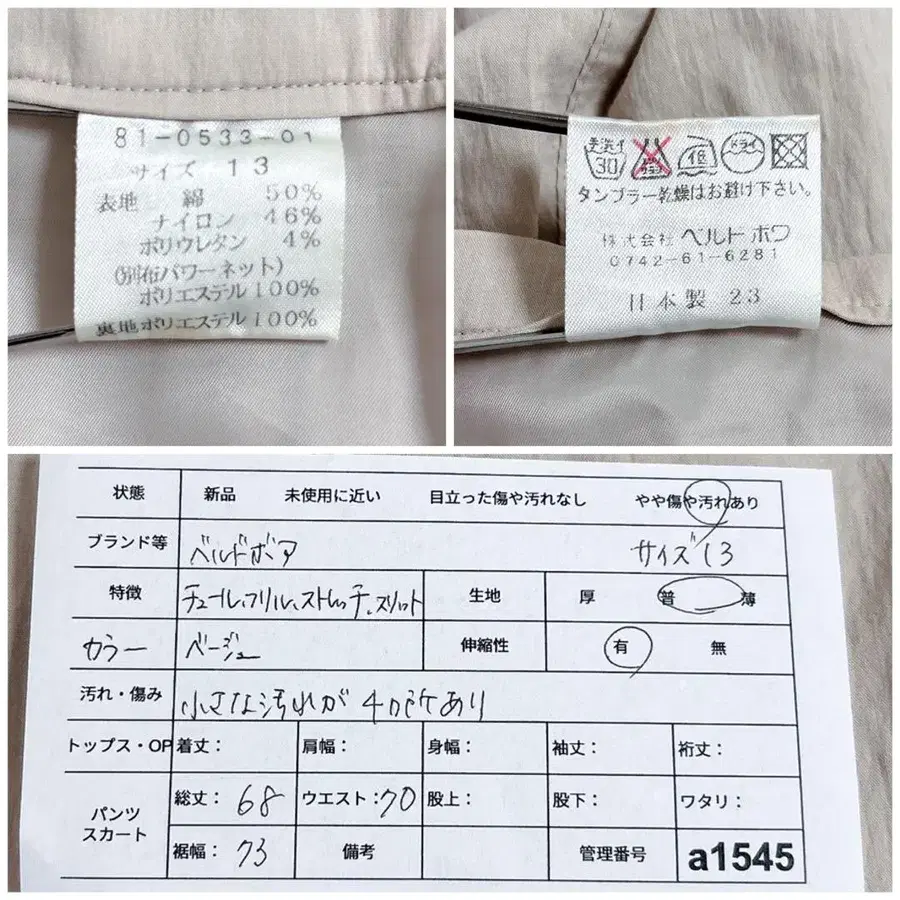 81-0533-01
サイズ 13
表地 綿 50%
ナイロン 46%
ポリウレタン 4%
(別布パワーネット)
ポリエステル100%
裏地ポリエステル100%
手洗イ 30 低 ドライ
タンブラー乾燥はお避け下さい。
株式会社 ベルドボワ
0742-61-6281
日本製 23
状態 新品 未使用に近い 目立った傷や汚れなし やや傷や汚れあり
ブランド等 ベルドボア サイズ13
特徴 チュール、フリル、ストレッチ、スリット 生地 厚 普 薄
カラー ベージュ 伸縮性 有 無
汚れ・傷み 小さな汚れが4カ所あり
トップス・OP 着丈: 肩幅: 身幅: 袖丈: 裄丈:
パンツ スカート 総丈: 68 ウエスト: 70 股上: 股下: ワタリ:
裾幅: 73 備考 管理番号 a1545